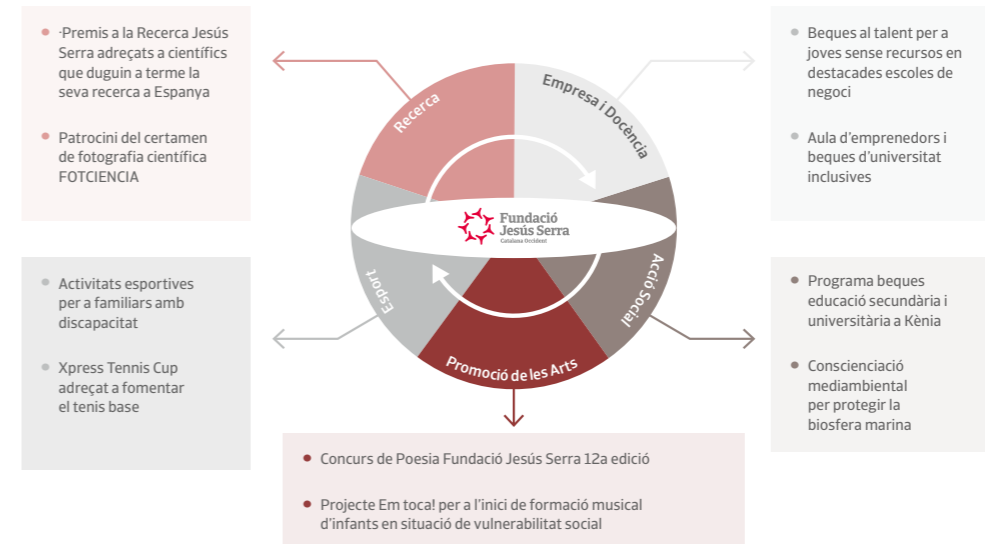 ·Premis a la Recerca Jesús
Serra adreçats a científics
que duguin a terme la
seva recerca a Espanya
Patrocini del certamen
de fotografia científica
FOTCIENCIA
Recerca
Empresa i Docència
Beques al talent per a
joves sense recursos en
destacades escoles de
negoci
Aula d'emprenedors i
beques d'universitat
inclusives
Fundació
Jesús Serra
Catalana Occident
Activitats esportives
per a familiars amb
discapacitat
Xpress Tennis Cup
adreçat a fomentar
el tenis base
Esport
Acció Social
Programa beques
educació secundària i
universitària a Kènia
Conscienciació
mediambiental
per protegir la
biosfera marina
Promoció de les Arts
Concurs de Poesia Fundació Jesús Serra 12a edició
Projecte Em toca! per a l'inici de formació musical
d'infants en situació de vulnerabilitat social